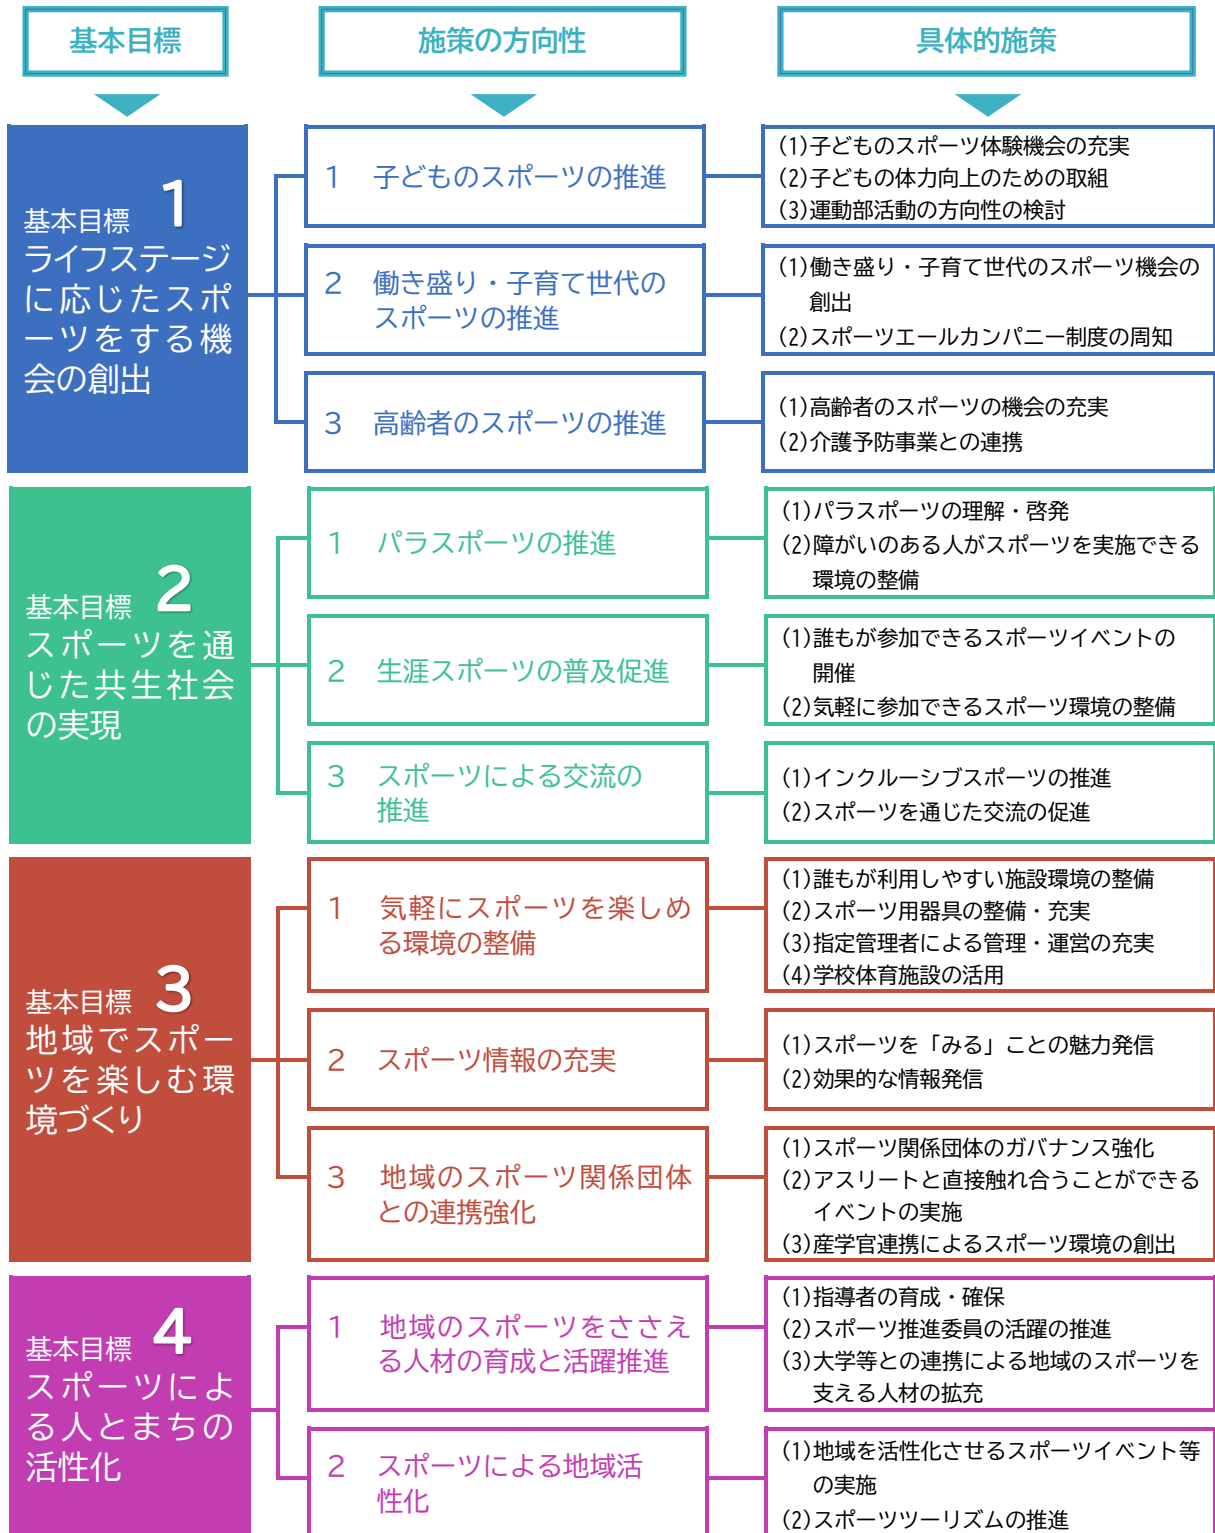 基本目標
施策の方向性
具体的施策
基本目標 1
ライフステージ
に応じたスポ
ーツをする機
会の創出
1 子どものスポーツの推進
(1)子どものスポーツ体験機会の充実
(2)子どもの体力向上のための取組
(3)運動部活動の方向性の検討
2 働き盛り・子育て世代の
スポーツの推進
(1)働き盛り・子育て世代のスポーツ機会の
創出
(2)スポーツエールカンパニー制度の周知
3 高齢者のスポーツの推進
(1)高齢者のスポーツの機会の充実
(2)介護予防事業との連携
基本目標 2
スポーツを通
じた共生社会
の実現
1 パラスポーツの推進
(1)パラスポーツの理解・啓発
(2)障がいのある人がスポーツを実施できる
環境の整備
2 生涯スポーツの普及促進
(1)誰もが参加できるスポーツイベントの
開催
(2)気軽に参加できるスポーツ環境の整備
3 スポーツによる交流の
推進
(1)インクルーシブスポーツの推進
(2)スポーツを通じた交流の促進
基本目標 3
地域でスポー
ツを楽しむ環
境づくり
1 気軽にスポーツを楽しめ
る環境の整備
(1)誰もが利用しやすい施設環境の整備
(2)スポーツ用器具の整備・充実
(3)指定管理者による管理・運営の充実
(4)学校体育施設の活用
2 スポーツ情報の充実
(1)スポーツを「みる」ことの魅力発信
(2)効果的な情報発信
3 地域のスポーツ関係団体
との連携強化
(1)スポーツ関係団体のガバナンス強化
(2)アスリートと直接触れ合うことができる
イベントの実施
(3)産学官連携によるスポーツ環境の創出
基本目標 4
スポーツによ
る人とまちの
活性化
1 地域のスポーツをささえ
る人材の育成と活躍推進
(1)指導者の育成・確保
(2)スポーツ推進委員の活躍の推進
(3)大学等との連携による地域のスポーツを
支える人材の拡充
2 スポーツによる地域活
性化
(1)地域を活性化させるスポーツイベント等
の実施
(2)スポーツツーリズムの推進